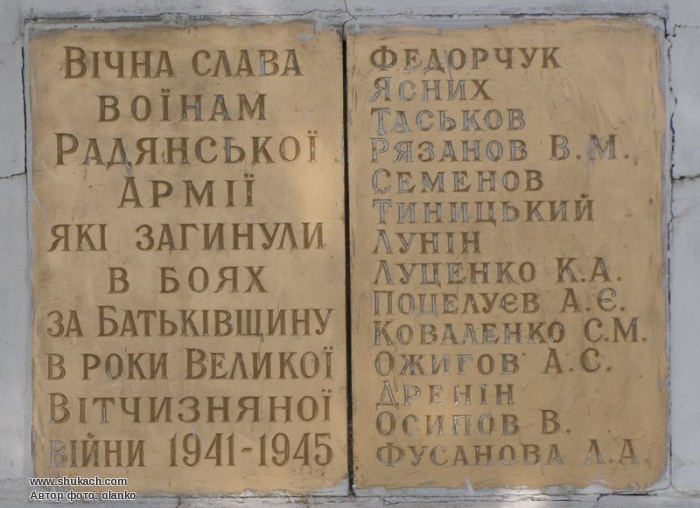 Вічна слава
воїнам
Радянської
Армії
які загинули
в боях
за Батьківщину
в роки Великої
Вітчизняної
війни 1941-1945
Федорчук
Ясних
Таськов
Рязанов В.М.
Семенов
Тиницький
Лунін
Луценко К.А.
Поцелуєв А.Є.
Коваленко С.М.
Ожигов А.С.
Дренін
Осипов В.
Фусанова Л.А.
www.shukach.com
Автор фото: olanko